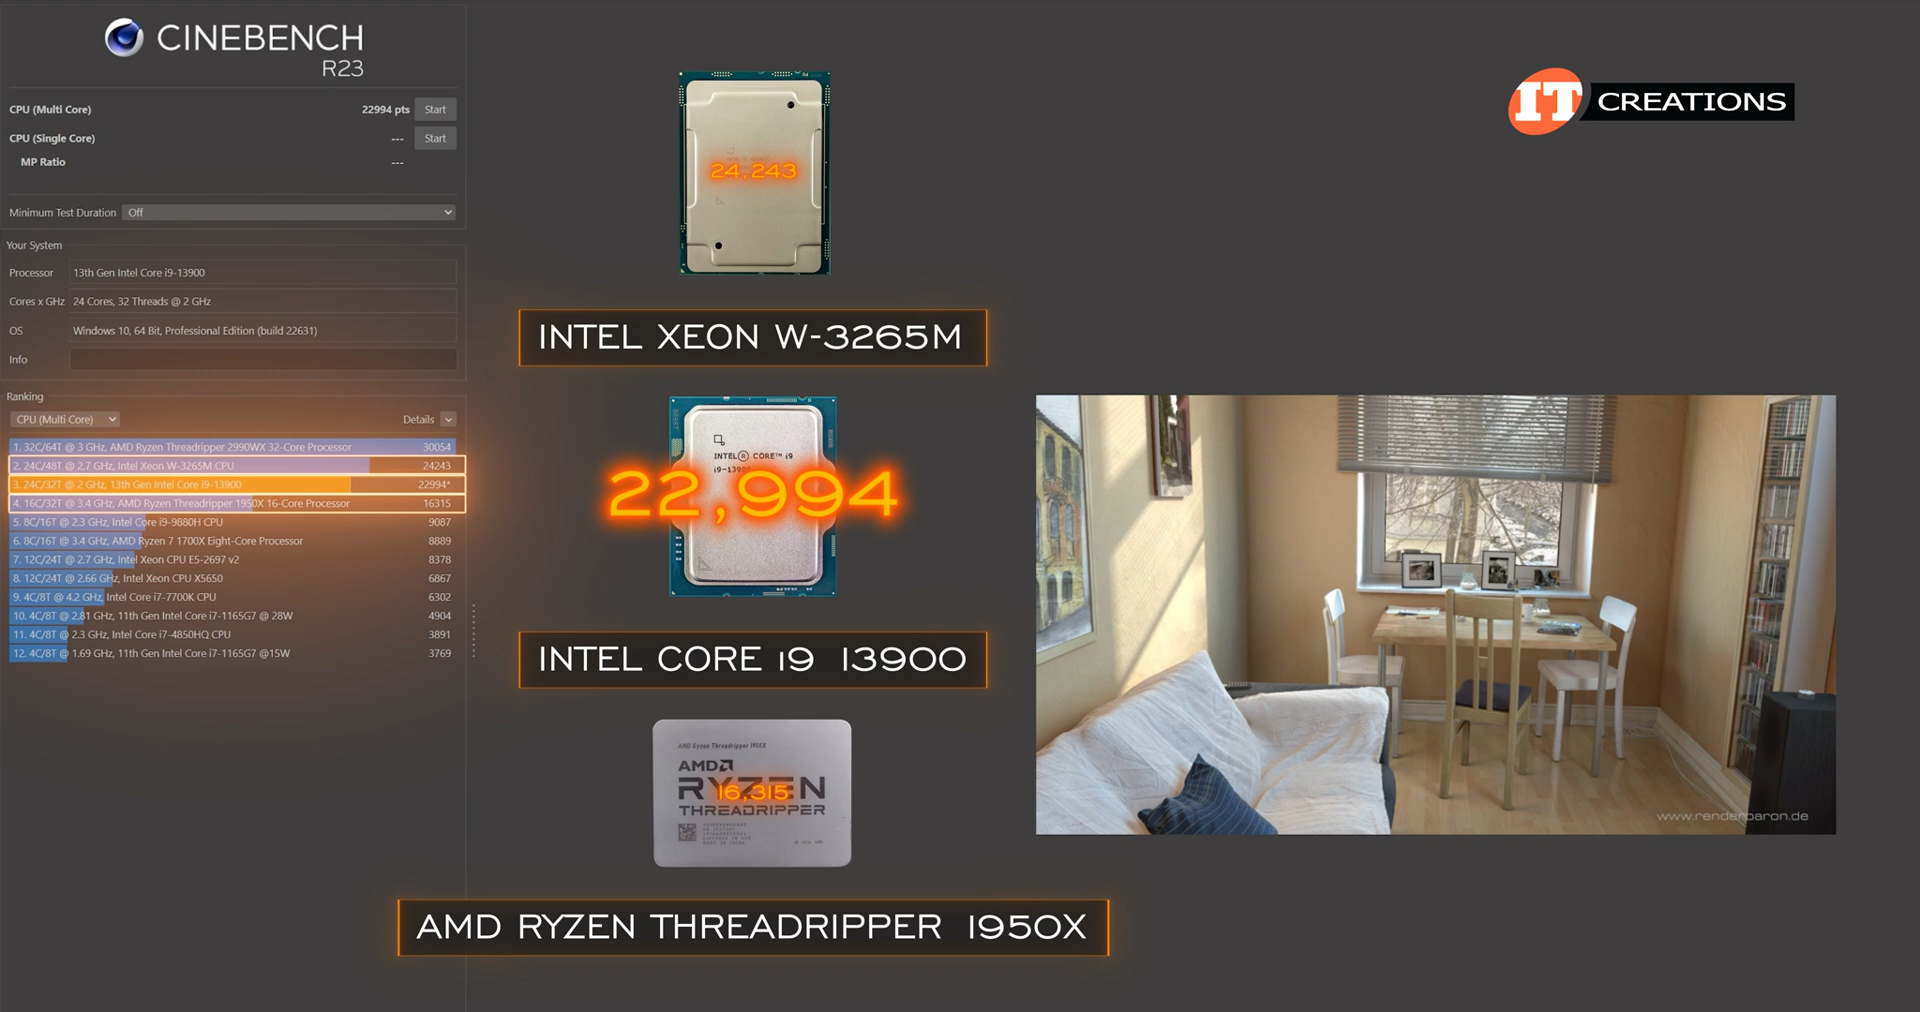 CINEBENCH
R23
CPU (Multi Core) 22994 pts Start
CPU (Single Core) --- Start
MP Ratio ---
Minimum Test Duration Off
Your System
Processor 13th Gen Intel Core i9-13900
Cores x GHz 24 Cores, 32 Threads @ 2 GHz
OS Windows 10, 64 Bit, Professional Edition (build 22631)
Info
Ranking
CPU (Multi Core) Details
1. 32C/64T @ 3 GHz, AMD Ryzen Threadripper 2990WX 32-Core Processor 30054
2. 24C/48T @ 2.7 GHz, Intel Xeon W-3265M CPU 24243
3. 24C/32T @ 2 GHz, 13th Gen Intel Core i9-13900 22994*
4. 16C/32T @ 3.4 GHz, AMD Ryzen Threadripper 1950X 16-Core Processor 16315
5. 8C/16T @ 2.3 GHz, Intel Core i9-9880H CPU 9087
6. 8C/16T @ 3.4 GHz, AMD Ryzen 7 1700X Eight-Core Processor 8889
7. 12C/24T @ 2.7 GHz, Intel Xeon CPU E5-2697 v2 8378
8. 12C/24T @ 2.66 GHz, Intel Xeon CPU X5650 6867
9. 4C/8T @ 4.2 GHz, Intel Core i7-7700K CPU 6302
10. 4C/8T @ 2.81 GHz, 11th Gen Intel Core i7-1165G7 @ 28W 4904
11. 4C/8T @ 2.3 GHz, Intel Core i7-4850HQ CPU 3891
12. 4C/8T @ 1.69 GHz, 11th Gen Intel Core i7-1165G7 @15W 3769
24,243
INTEL XEON W-3265M
INTEL® CORE™ i9
i9-13900
22,994
INTEL CORE i9 13900
AMD Ryzen Threadripper 1950X
AMD
RYZEN
16,315
THREADRIPPER
AMD RYZEN THREADRIPPER 1950X
IT CREATIONS
www.renderbaron.de